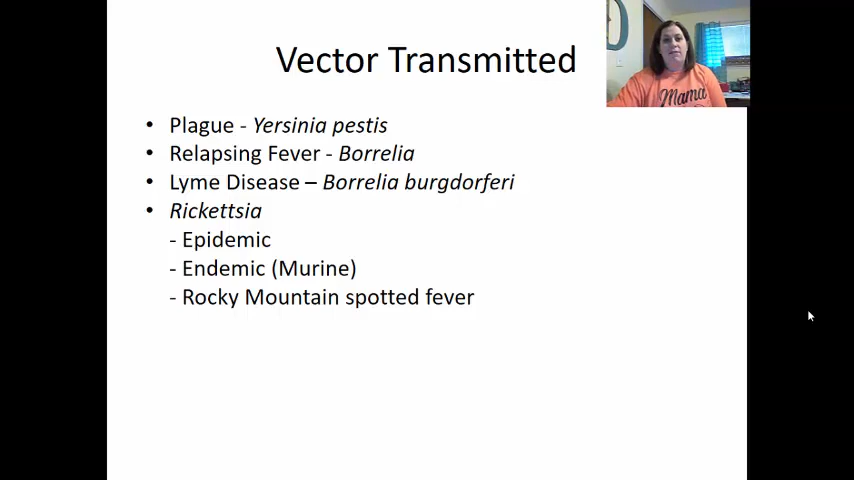 Vector Transmitted
Mama
• Plague - Yersinia pestis
• Relapsing Fever - Borrelia
• Lyme Disease – Borrelia burgdorferi
• Rickettsia
- Epidemic
- Endemic (Murine)
- Rocky Mountain spotted fever